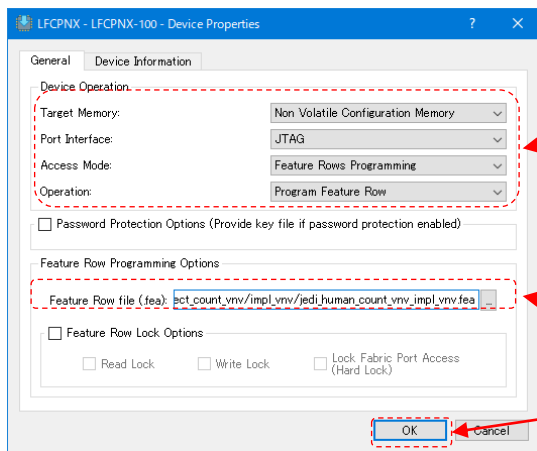 LFCPNX - LFCPNX-100 - Device Properties
General Device Information
Device Operation
Target Memory: Non Volatile Configuration Memory
Port Interface: JTAG
Access Mode: Feature Rows Programming
Operation: Program Feature Row
Password Protection Options (Provide key file if password protection enabled)
Feature Row Programming Options
Feature Row file (.fea): ect_count_vnv/impl_vnv/jedi_human_count_vnv_impl_vnv.fea ...
Feature Row Lock Options
Read Lock Write Lock Lock Fabric Port Access
(Hard Lock)
OK Cancel